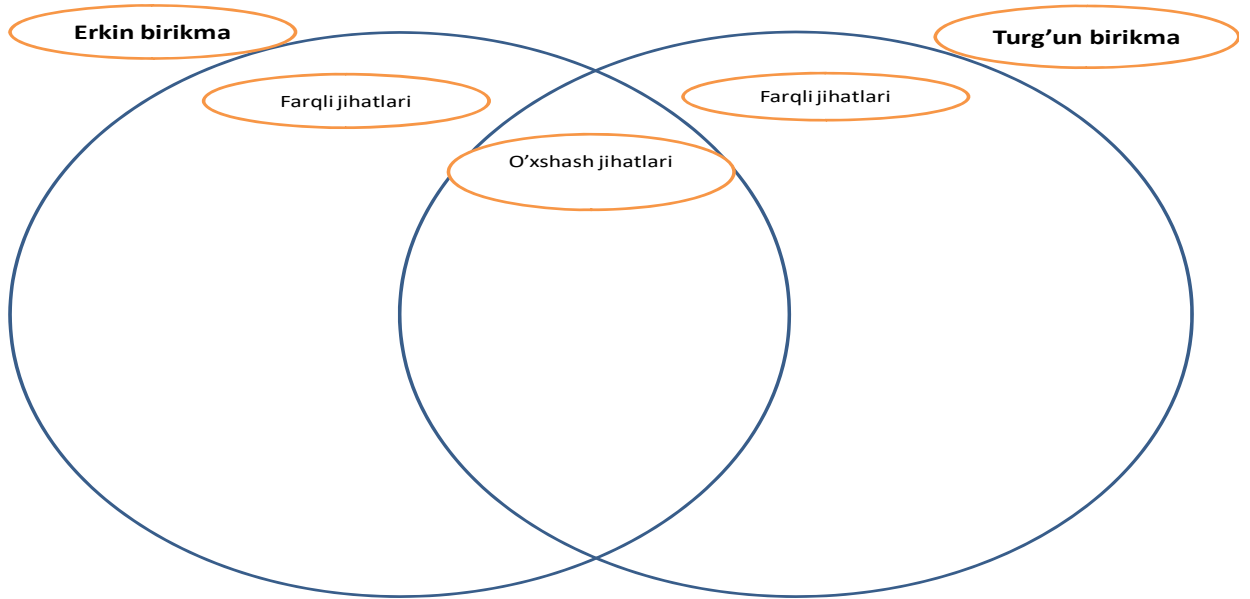 Erkin birikma
Turg'un birikma
Farqli jihatlari
Farqli jihatlari
O'xshash jihatlari